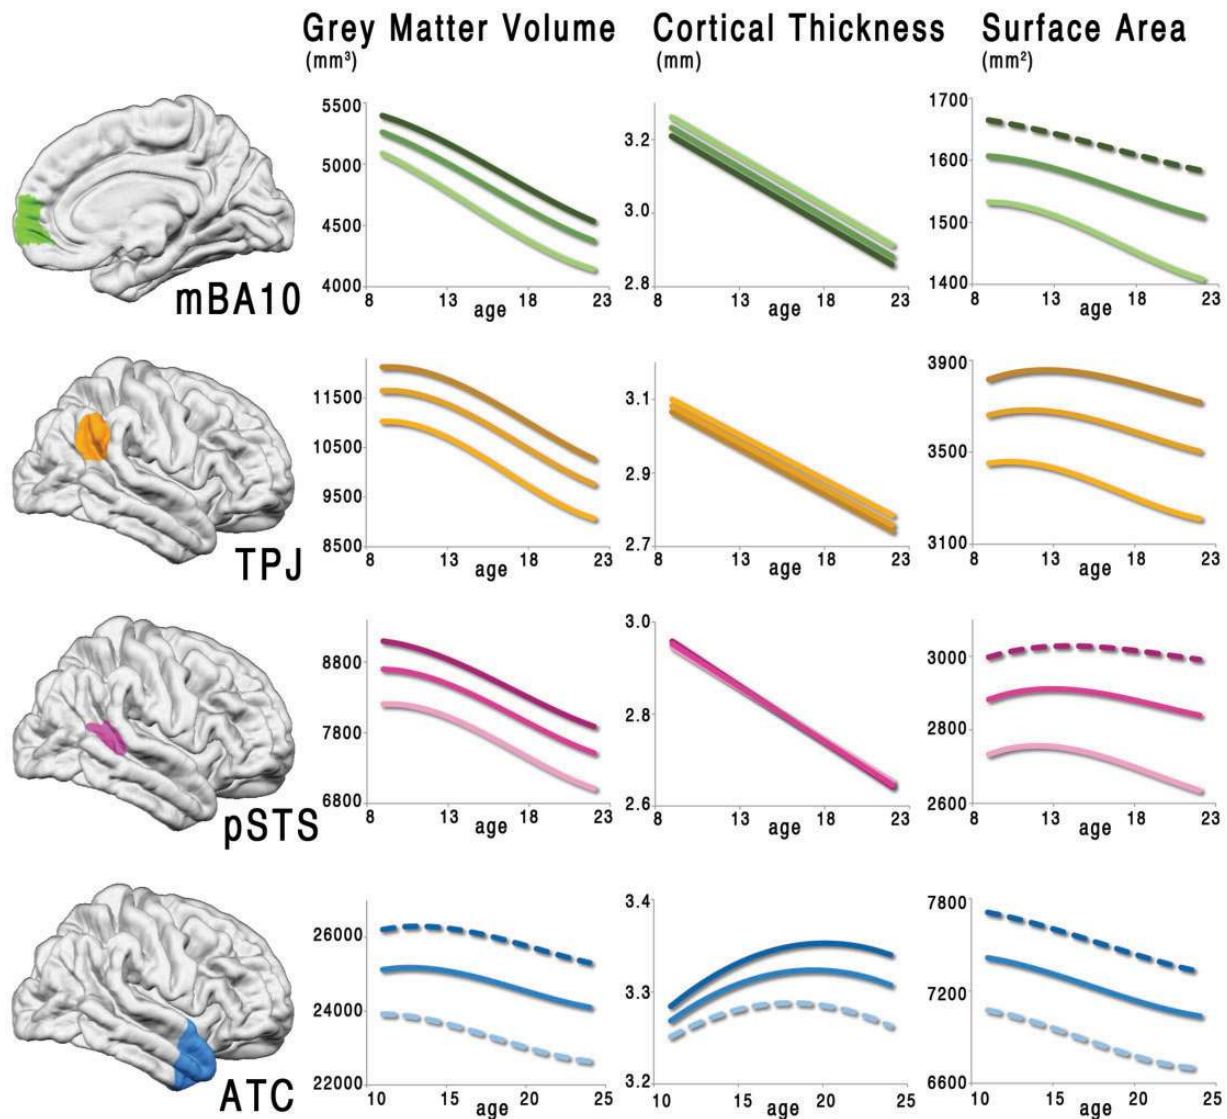 Grey Matter Volume
(mm³)
Cortical Thickness
(mm)
Surface Area
(mm²)
mBA10
5500
5000
4500
4000
8 13 18 23
age
3.2
3.0
2.8
8 13 18 23
age
1700
1600
1500
1400
8 13 18 23
age
TPJ
11500
10500
9500
8500
8 13 18 23
age
3.1
2.9
2.7
8 13 18 23
age
3900
3500
3100
8 13 18 23
age
pSTS
8800
7800
6800
8 13 18 23
age
3.0
2.8
2.6
8 13 18 23
age
3000
2800
2600
8 13 18 23
age
ATC
26000
24000
22000
10 15 20 25
age
3.4
3.3
3.2
10 15 20 25
age
7800
7200
6600
10 15 20 25
age